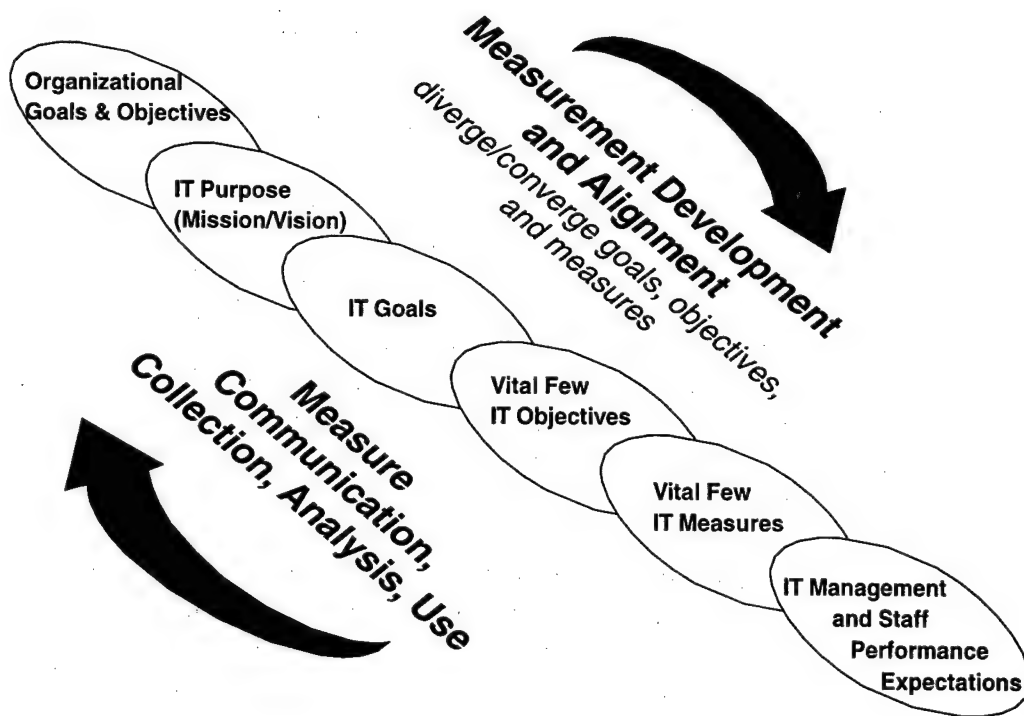 Organizational
Goals & Objectives
IT Purpose
(Mission/Vision)
IT Goals
Vital Few
IT Objectives
Vital Few
IT Measures
IT Management
and Staff
Performance
Expectations
Measurement Development
and Alignment
diverge/converge goals, objectives,
and measures
Measure
Communication,
Collection, Analysis, Use